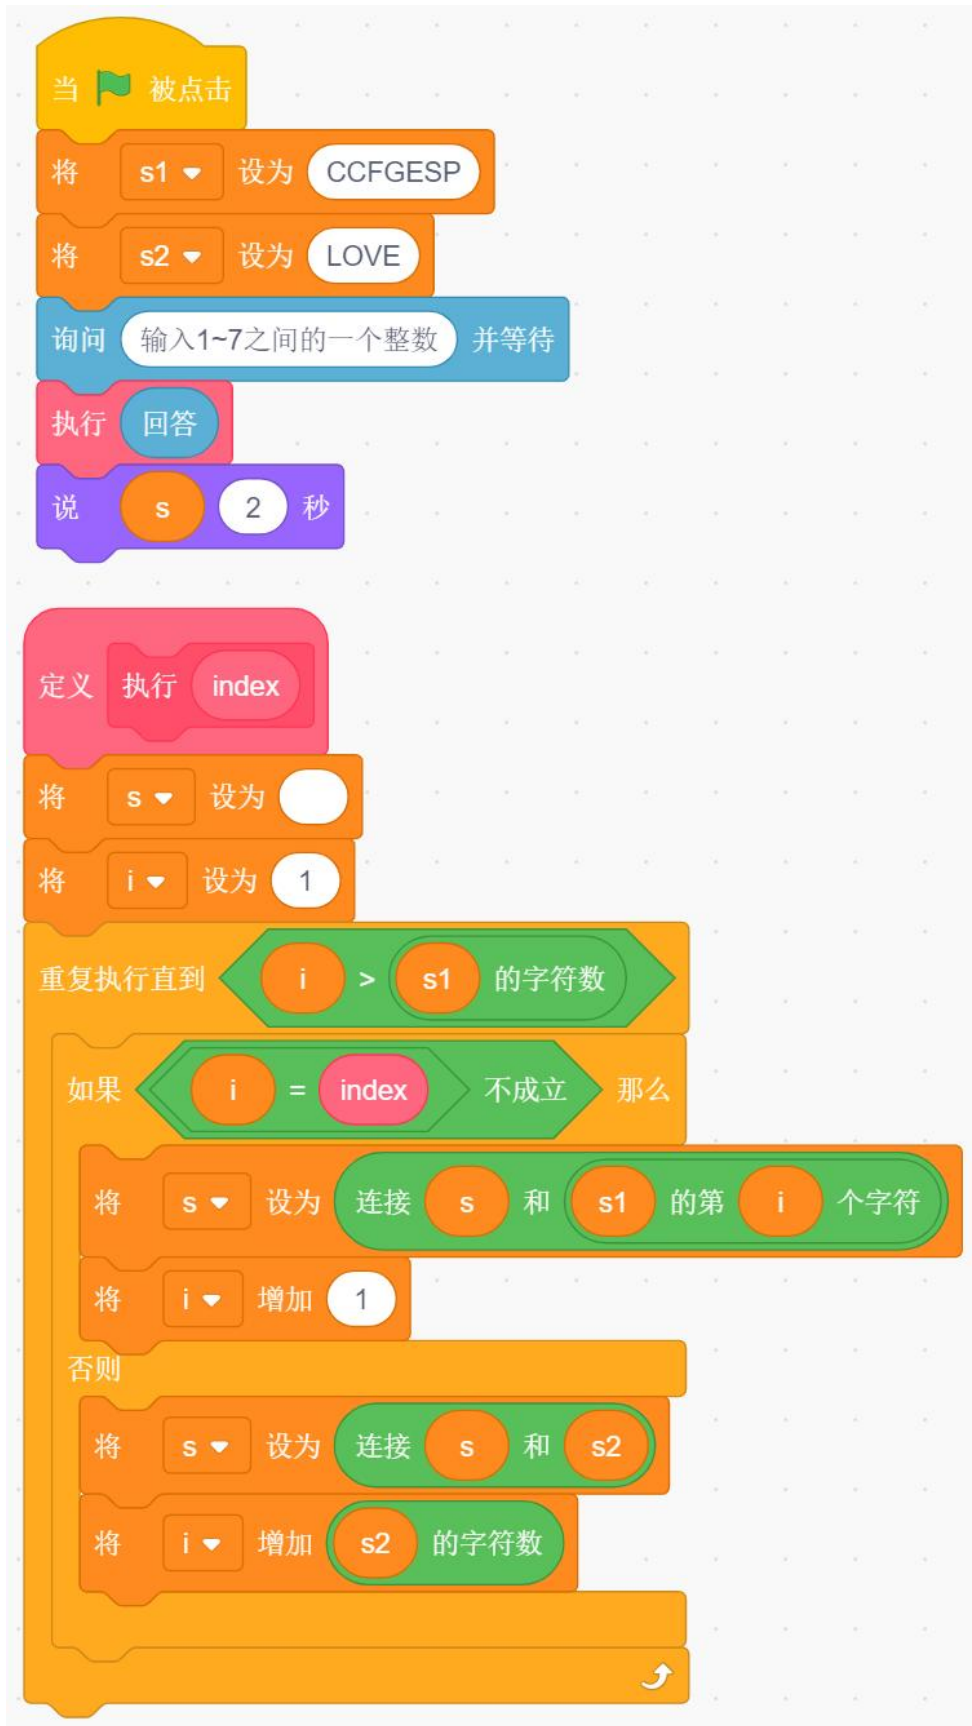 当 被点击
将 s1 设为 CCFGESP
将 s2 设为 LOVE
询问 输入1~7之间的一个整数 并等待
执行 回答
说 s 2 秒
定义 执行 index
将 s 设为
将 i 设为 1
重复执行直到 i > s1 的字符数
如果 i = index 不成立 那么
将 s 设为 连接 s 和 s1 的第 i 个字符
将 i 增加 1
否则
将 s 设为 连接 s 和 s2
将 i 增加 s2 的字符数